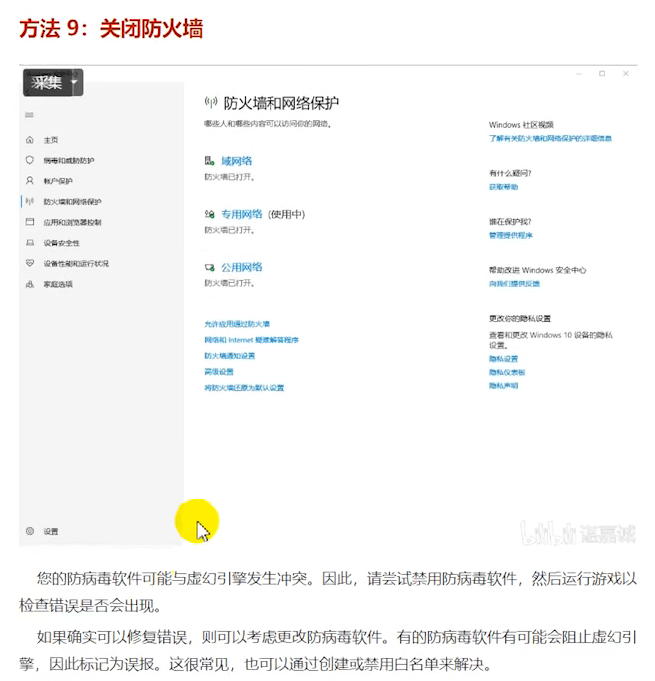 方法 9：关闭防火墙
采集
防火墙和网络保护
哪些人和哪些内容可以访问你的网络。
主页
病毒和威胁防护
帐户保护
防火墙和网络保护
应用和浏览器控制
设备安全性
设备性能和运行状况
家庭选项
设置
域网络
防火墙已打开。
专用网络 (使用中)
防火墙已打开。
公用网络
防火墙已打开。
允许应用通过防火墙
网络和 Internet 疑难解答程序
防火墙通知设置
高级设置
将防火墙还原为默认设置
Windows 社区视频
了解有关防火墙和网络保护的详细信息
有什么疑问?
获取帮助
谁在保护我?
管理提供程序
帮助改进 Windows 安全中心
向我们提供反馈
更改你的隐私设置
查看和更改 Windows 10 设备的隐私
设置。
隐私设置
隐私仪表板
隐私声明
bilibili 湛嘉诚
您的防病毒软件可能与虚幻引擎发生冲突。因此，请尝试禁用防病毒软件，然后运行游戏以
检查错误是否会出现。
如果确实可以修复错误，则可以考虑更改防病毒软件。有的防病毒软件有可能会阻止虚幻引
擎，因此标记为误报。这很常见，也可以通过创建或禁用白名单来解决。